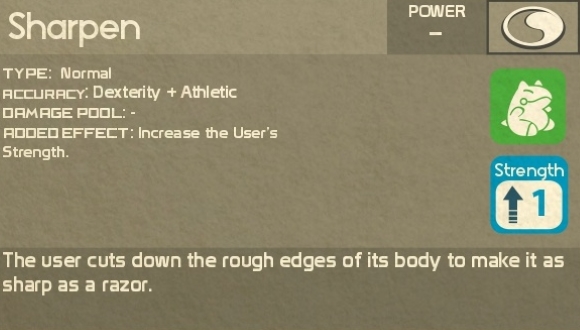 Sharpen
POWER
–
TYPE: Normal
ACCURACY: Dexterity + Athletic
DAMAGE POOL: -
ADDED EFFECT: Increase the User's
Strength.
Strength
1
The user cuts down the rough edges of its body to make it as
sharp as a razor.